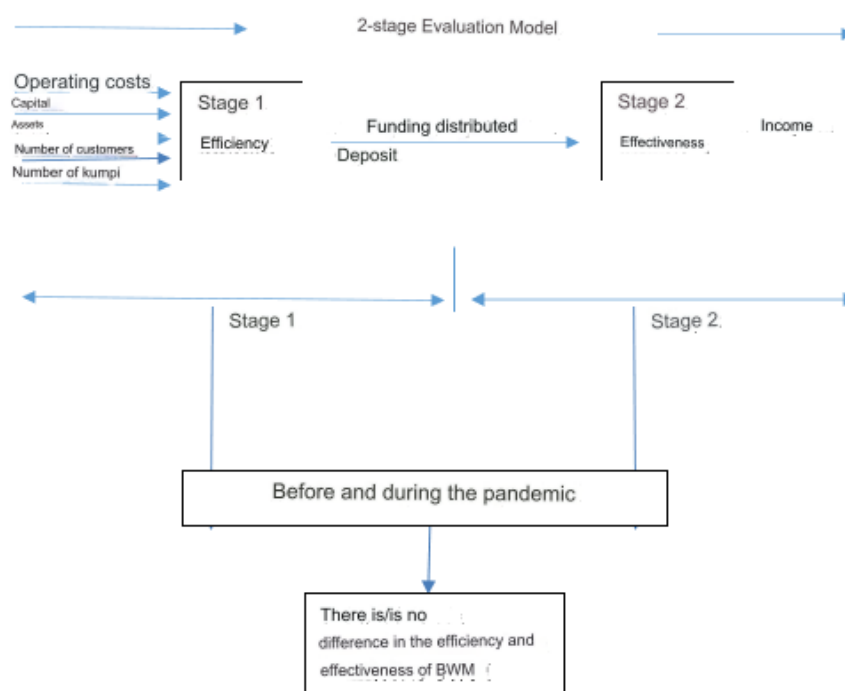 2-stage Evaluation Model
Operating costs
Capital
Assets
Number of customers
Number of kumpi
Stage 1
Efficiency
Funding distributed
Deposit
Stage 2
Effectiveness
Income
Stage 1
Stage 2.
Before and during the pandemic
There is/is no
difference in the efficiency and
effectiveness of BWM